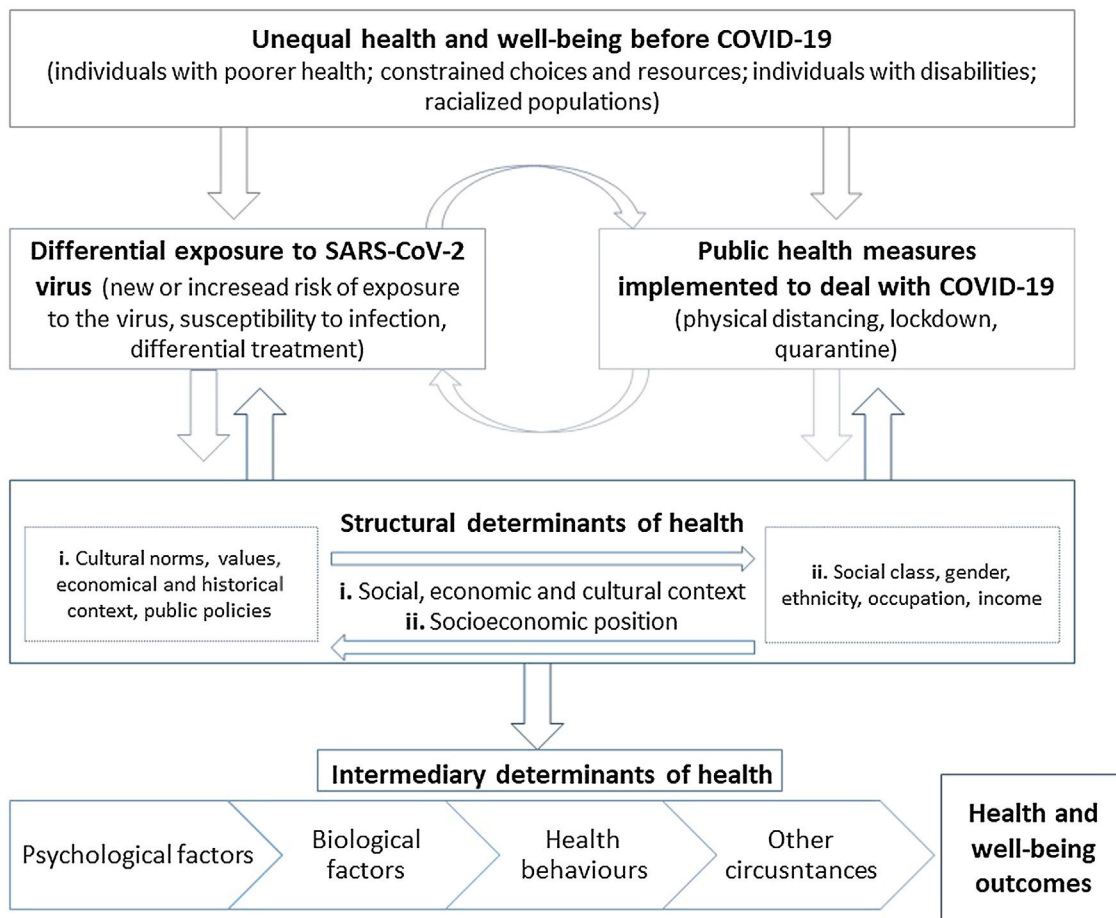 Unequal health and well-being before COVID-19
(individuals with poorer health; constrained choices and resources; individuals with disabilities;
racialized populations)
Differential exposure to SARS-CoV-2
virus (new or incresead risk of exposure
to the virus, susceptibility to infection,
differential treatment)
Public health measures
implemented to deal with COVID-19
(physical distancing, lockdown,
quarantine)
Structural determinants of health
i. Cultural norms, values,
economical and historical
context, public policies
i. Social, economic and cultural context
ii. Socioeconomic position
ii. Social class, gender,
ethnicity, occupation, income
Intermediary determinants of health
Psychological factors
Biological
factors
Health
behaviours
Other
circusntances
Health and
well-being
outcomes